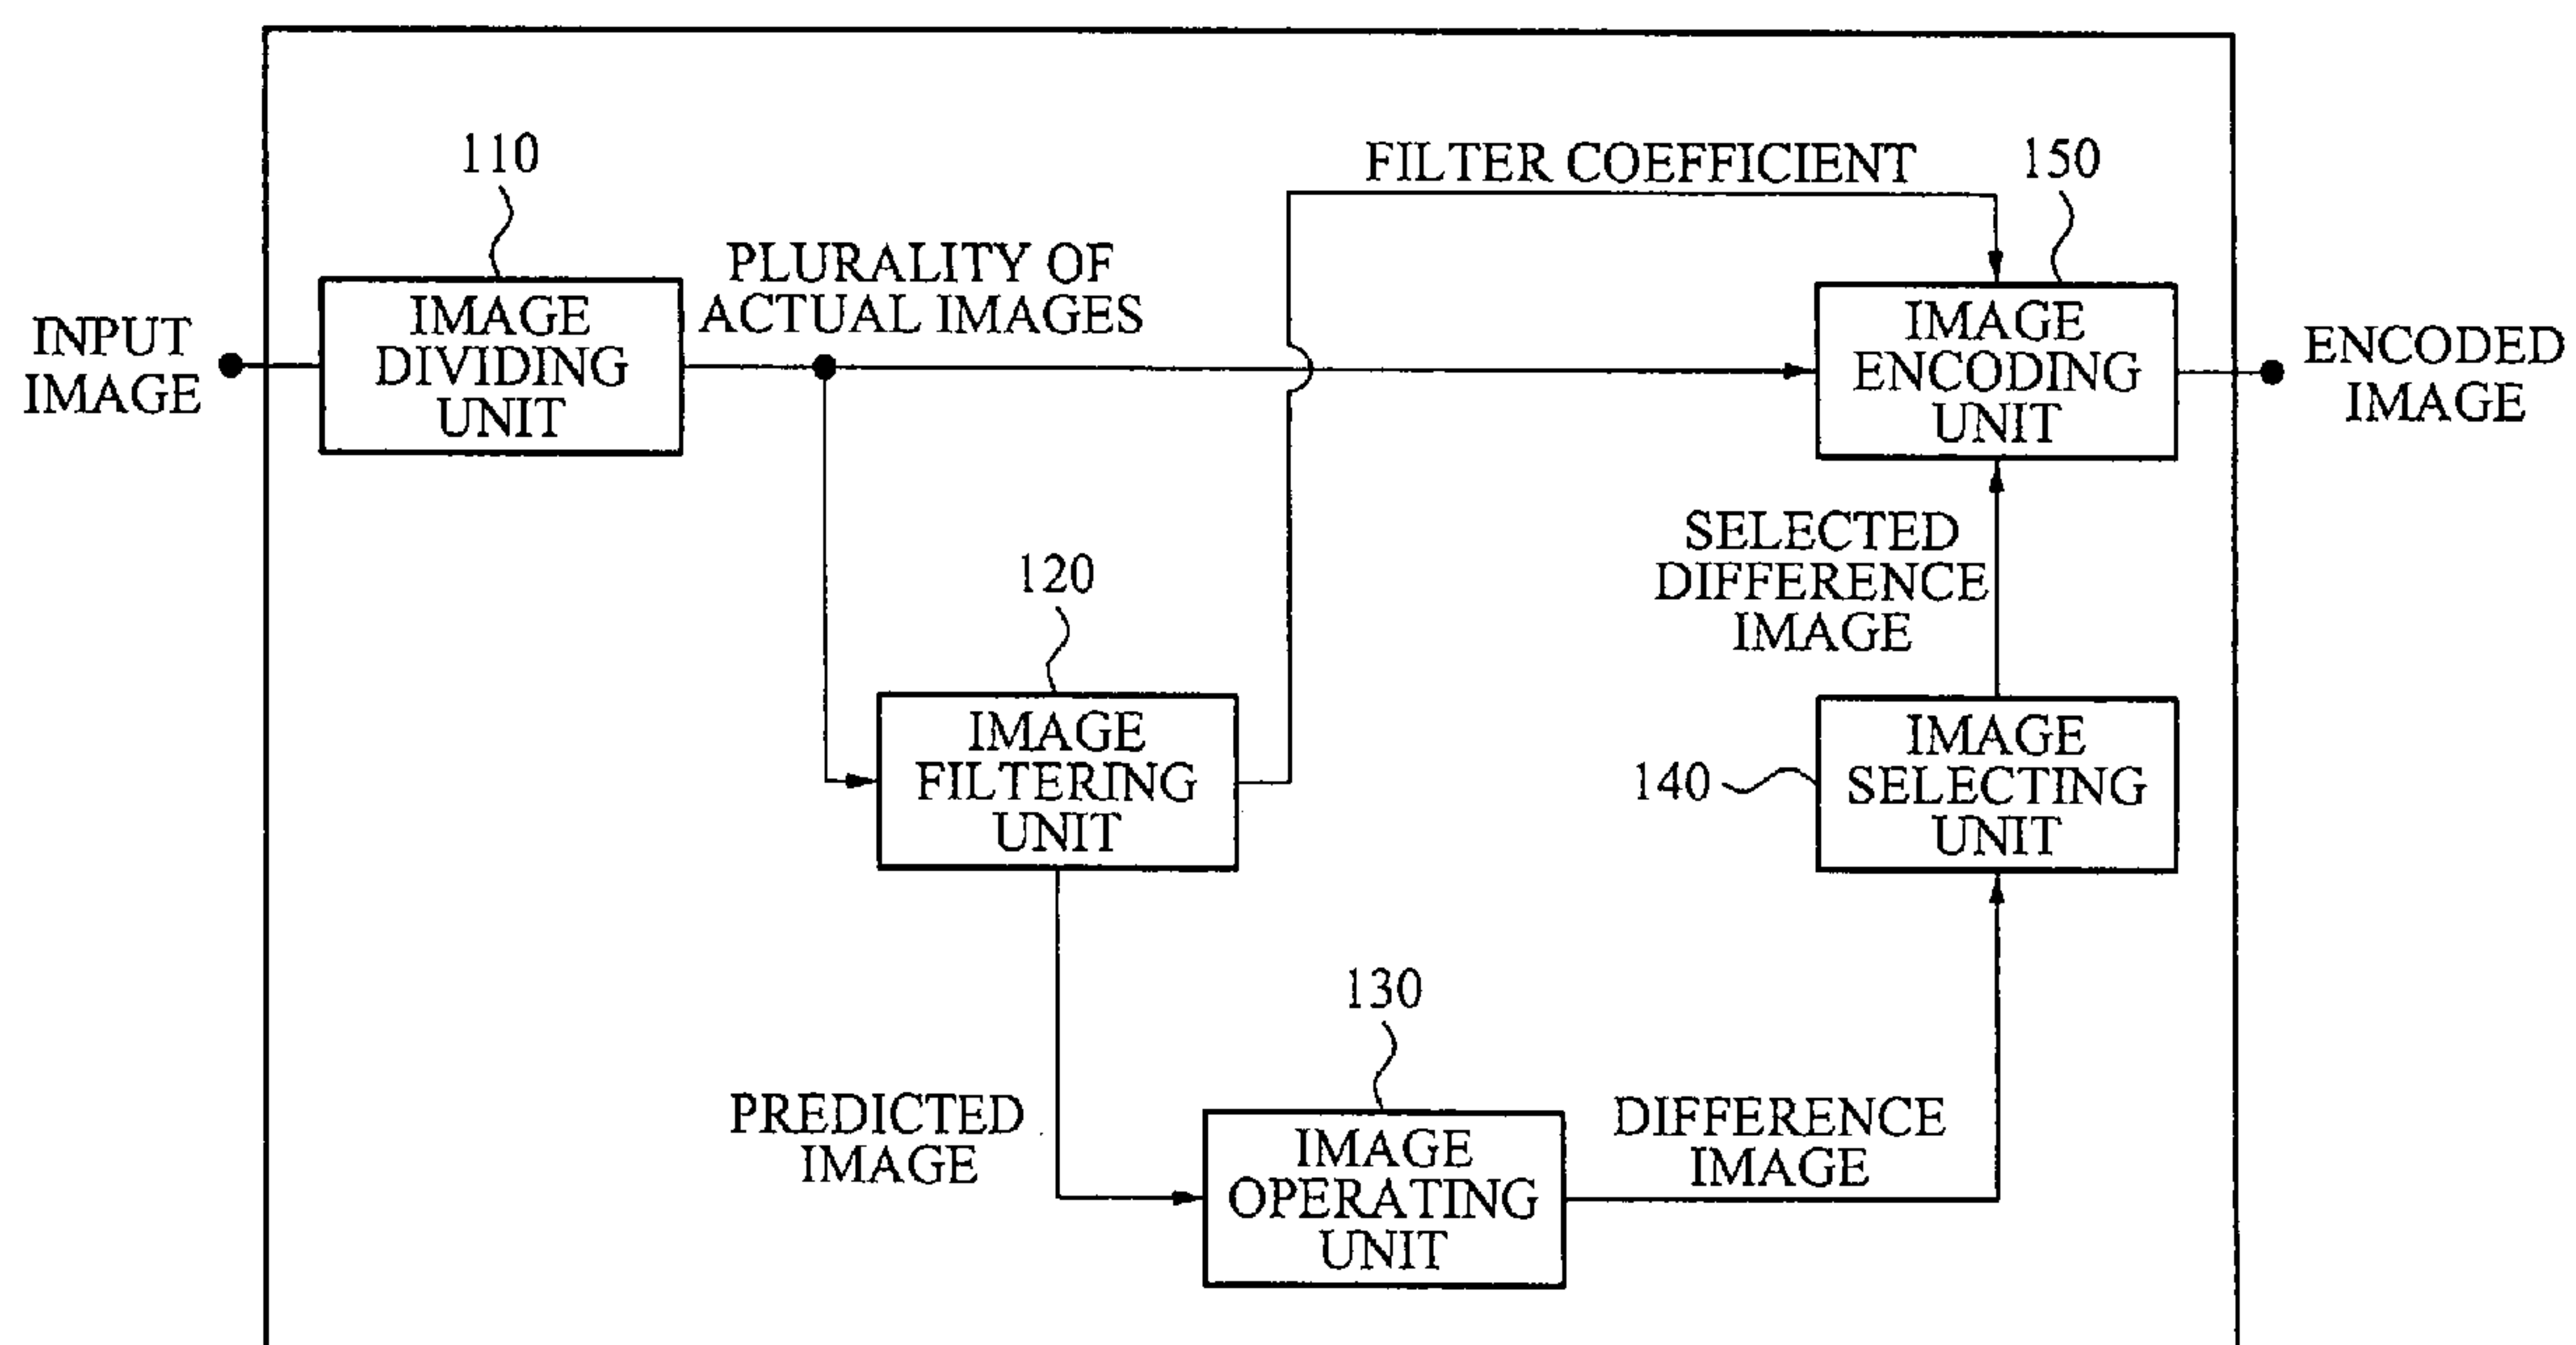 110
FILTER COEFFICIENT
150
PLURALITY OF
ACTUAL IMAGES
INPUT
IMAGE
IMAGE
DIVIDING
UNIT
IMAGE
ENCODING
UNIT
ENCODED
IMAGE
SELECTED
DIFFERENCE
IMAGE
120
IMAGE
FILTERING
UNIT
140
IMAGE
SELECTING
UNIT
130
PREDICTED
IMAGE
IMAGE
OPERATING
UNIT
DIFFERENCE
IMAGE